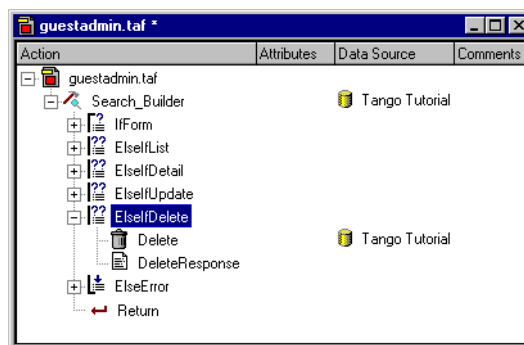 guestadmin.taf *
Action Attributes Data Source Comments
guestadmin.taf
Search_Builder Tango Tutorial
IfForm
ElseIfList
ElseIfDetail
ElseIfUpdate
ElseIfDelete
Delete Tango Tutorial
DeleteResponse
ElseError
Return